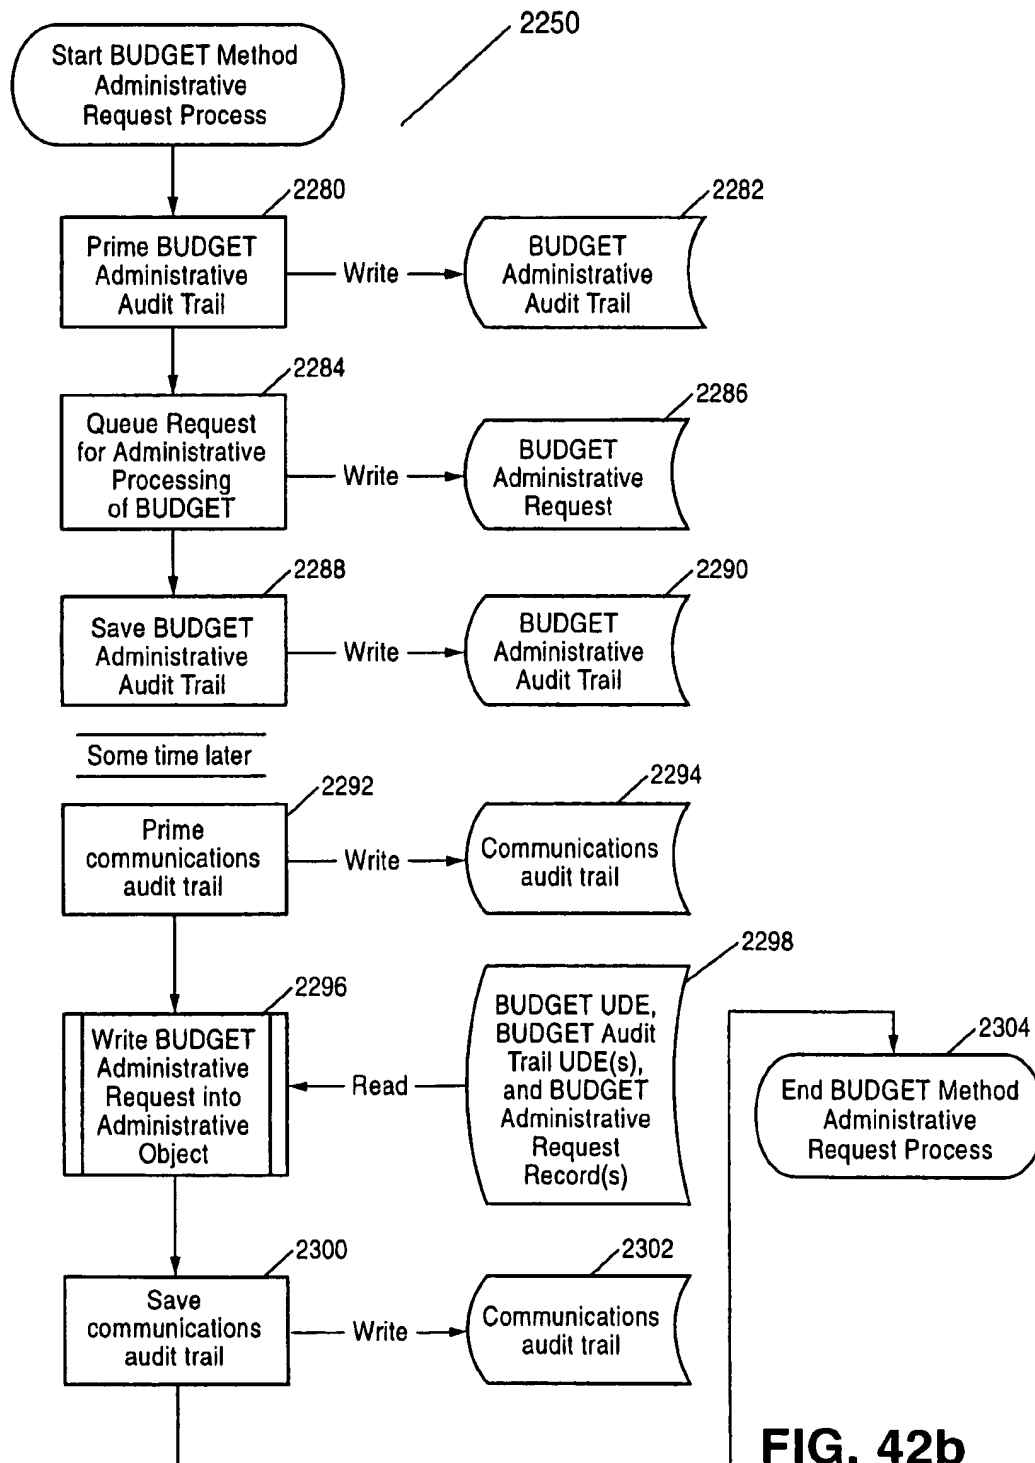 2250
Start BUDGET Method
Administrative
Request Process
2280
Prime BUDGET
Administrative
Audit Trail
Write
2282
BUDGET
Administrative
Audit Trail
2284
Queue Request
for Administrative
Processing
of BUDGET
Write
2286
BUDGET
Administrative
Request
2288
Save BUDGET
Administrative
Audit Trail
Write
2290
BUDGET
Administrative
Audit Trail
Some time later
2292
Prime
communications
audit trail
Write
2294
Communications
audit trail
2296
Write BUDGET
Administrative
Request into
Administrative
Object
Read
2298
BUDGET UDE,
BUDGET Audit
Trail UDE(s),
and BUDGET
Administrative
Request
Record(s)
2300
Save
communications
audit trail
Write
2302
Communications
audit trail
2304
End BUDGET Method
Administrative
Request Process
FIG. 42b